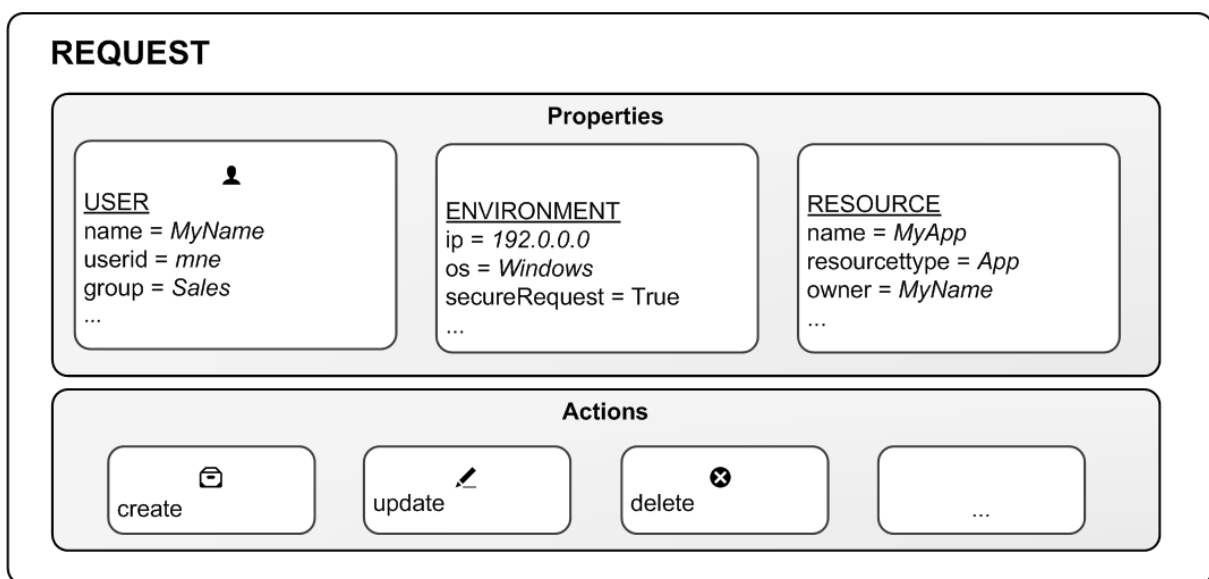 REQUEST
Properties
USER
name = MyName
userid = mne
group = Sales
...
ENVIRONMENT
ip = 192.0.0.0
os = Windows
secureRequest = True
...
RESOURCE
name = MyApp
resourcettype = App
owner = MyName
...
Actions
create
update
delete
...